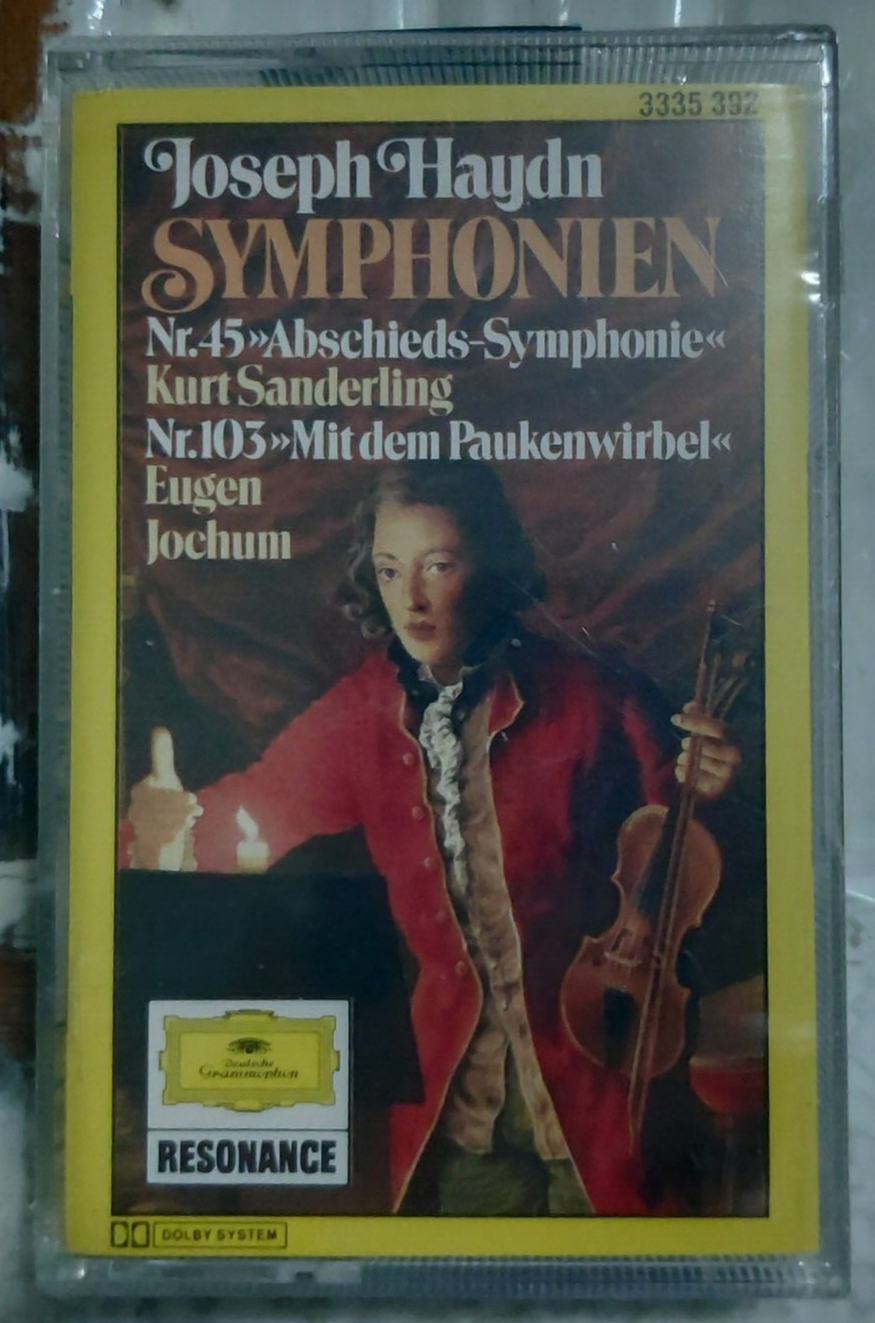 3335 392
Joseph Haydn
SYMPHONIEN
Nr.45»Abschieds-Symphonie«
Kurt Sanderling
Nr.103»Mit dem Paukenwirbel«
Eugen
Jochum
Deutsche
Grammophon
RESONANCE
DOLBY SYSTEM